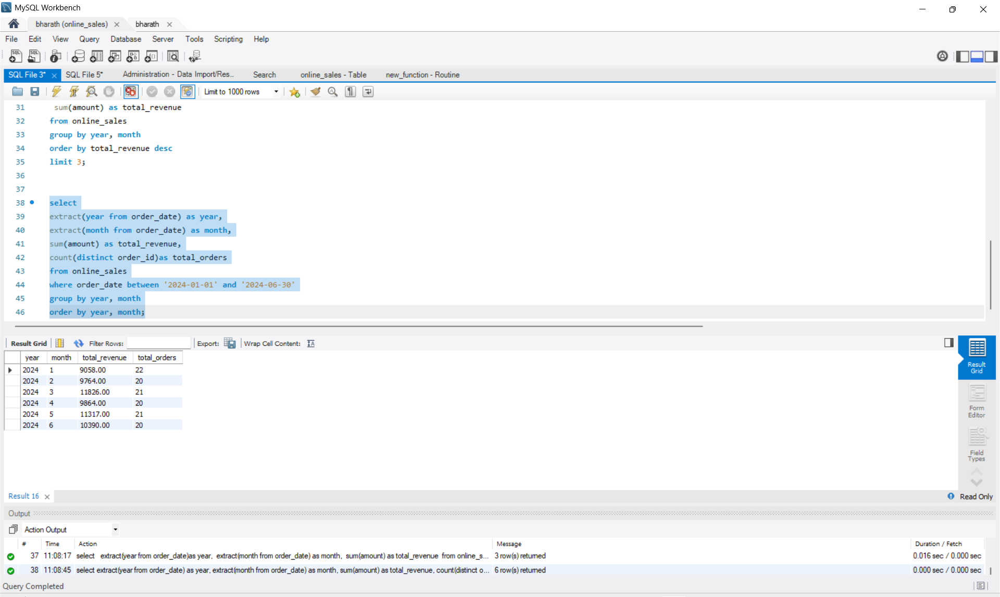 MySQL Workbench
bharath (online_sales) bharath
File Edit View Query Database Server Tools Scripting Help
SQL File 3* SQL File 5* Administration - Data Import/Res... Search online_sales - Table new_function - Routine
Limit to 1000 rows
31 sum(amount) as total_revenue
32 from online_sales
33 group by year, month
34 order by total_revenue desc
35 limit 3;
36
37
38 select
39 extract(year from order_date) as year,
40 extract(month from order_date) as month,
41 sum(amount) as total_revenue,
42 count(distinct order_id)as total_orders
43 from online_sales
44 where order_date between '2024-01-01' and '2024-06-30'
45 group by year, month
46 order by year, month;
Result Grid Filter Rows: Export: Wrap Cell Content:
year month total_revenue total_orders
2024 1 9058.00 22
2024 2 9764.00 20
2024 3 11826.00 21
2024 4 9864.00 20
2024 5 11317.00 21
2024 6 10390.00 20
Result
Grid
Form
Editor
Field
Types
Result 16 Read Only
Output
Action Output
# Time Action Message Duration / Fetch
37 11:08:17 select extract(year from order_date)as year, extract(month from order_date) as month, sum(amount) as total_revenue from online_s... 3 row(s) returned 0.016 sec / 0.000 sec
38 11:08:45 select extract(year from order_date) as year, extract(month from order_date) as month, sum(amount) as total_revenue, count(distinct o... 6 row(s) returned 0.000 sec / 0.000 sec
Query Completed